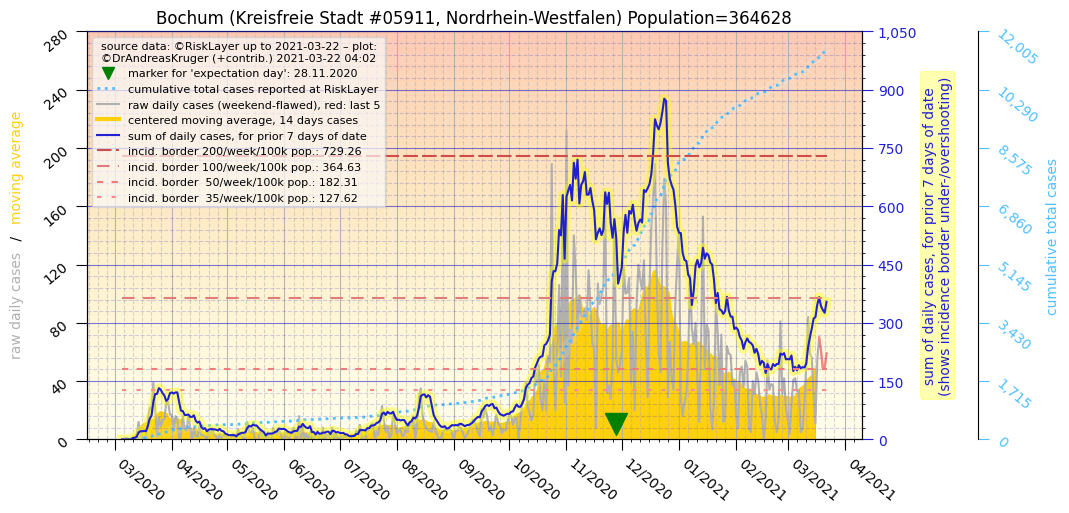 Bochum (Kreisfreie Stadt #05911, Nordrhein-Westfalen) Population=364628
source data: ©RiskLayer up to 2021-03-22 – plot:
©DrAndreasKruger (+contrib.) 2021-03-22 04:02
marker for 'expectation day': 28.11.2020
cumulative total cases reported at RiskLayer
raw daily cases (weekend-flawed), red: last 5
centered moving average, 14 days cases
sum of daily cases, for prior 7 days of date
incid. border 200/week/100k pop.: 729.26
incid. border 100/week/100k pop.: 364.63
incid. border  50/week/100k pop.: 182.31
incid. border  35/week/100k pop.: 127.62
raw daily cases / moving average
280
240
200
160
120
80
40
0
03/2020
04/2020
05/2020
06/2020
07/2020
08/2020
09/2020
10/2020
11/2020
12/2020
01/2021
02/2021
03/2021
04/2021
1,050
900
750
600
450
300
150
0
sum of daily cases, for prior 7 days of date
(shows incidence border under-/overshooting)
12,005
10,290
8,575
6,860
5,145
3,430
1,715
0
cumulative total cases